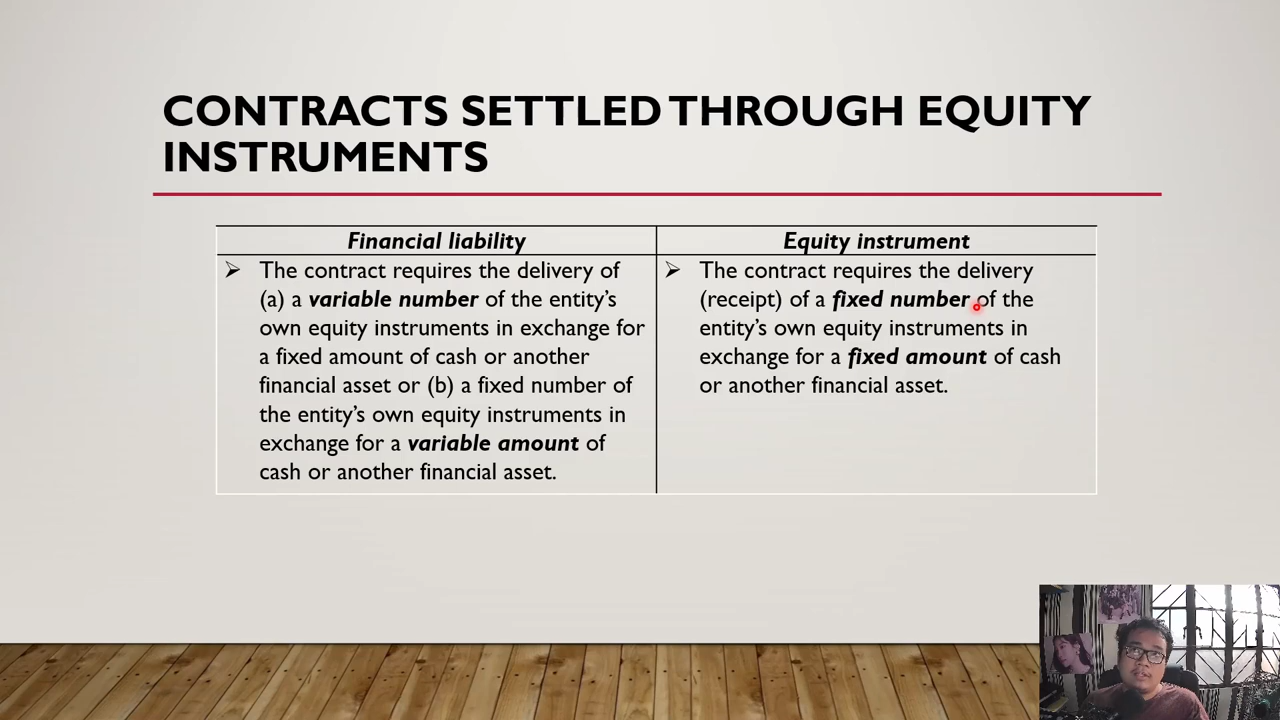 CONTRACTS SETTLED THROUGH EQUITY
INSTRUMENTS
Financial liability
➢ The contract requires the delivery of
(a) a variable number of the entity’s
own equity instruments in exchange for
a fixed amount of cash or another
financial asset or (b) a fixed number of
the entity’s own equity instruments in
exchange for a variable amount of
cash or another financial asset.
Equity instrument
➢ The contract requires the delivery
(receipt) of a fixed number of the
entity’s own equity instruments in
exchange for a fixed amount of cash
or another financial asset.